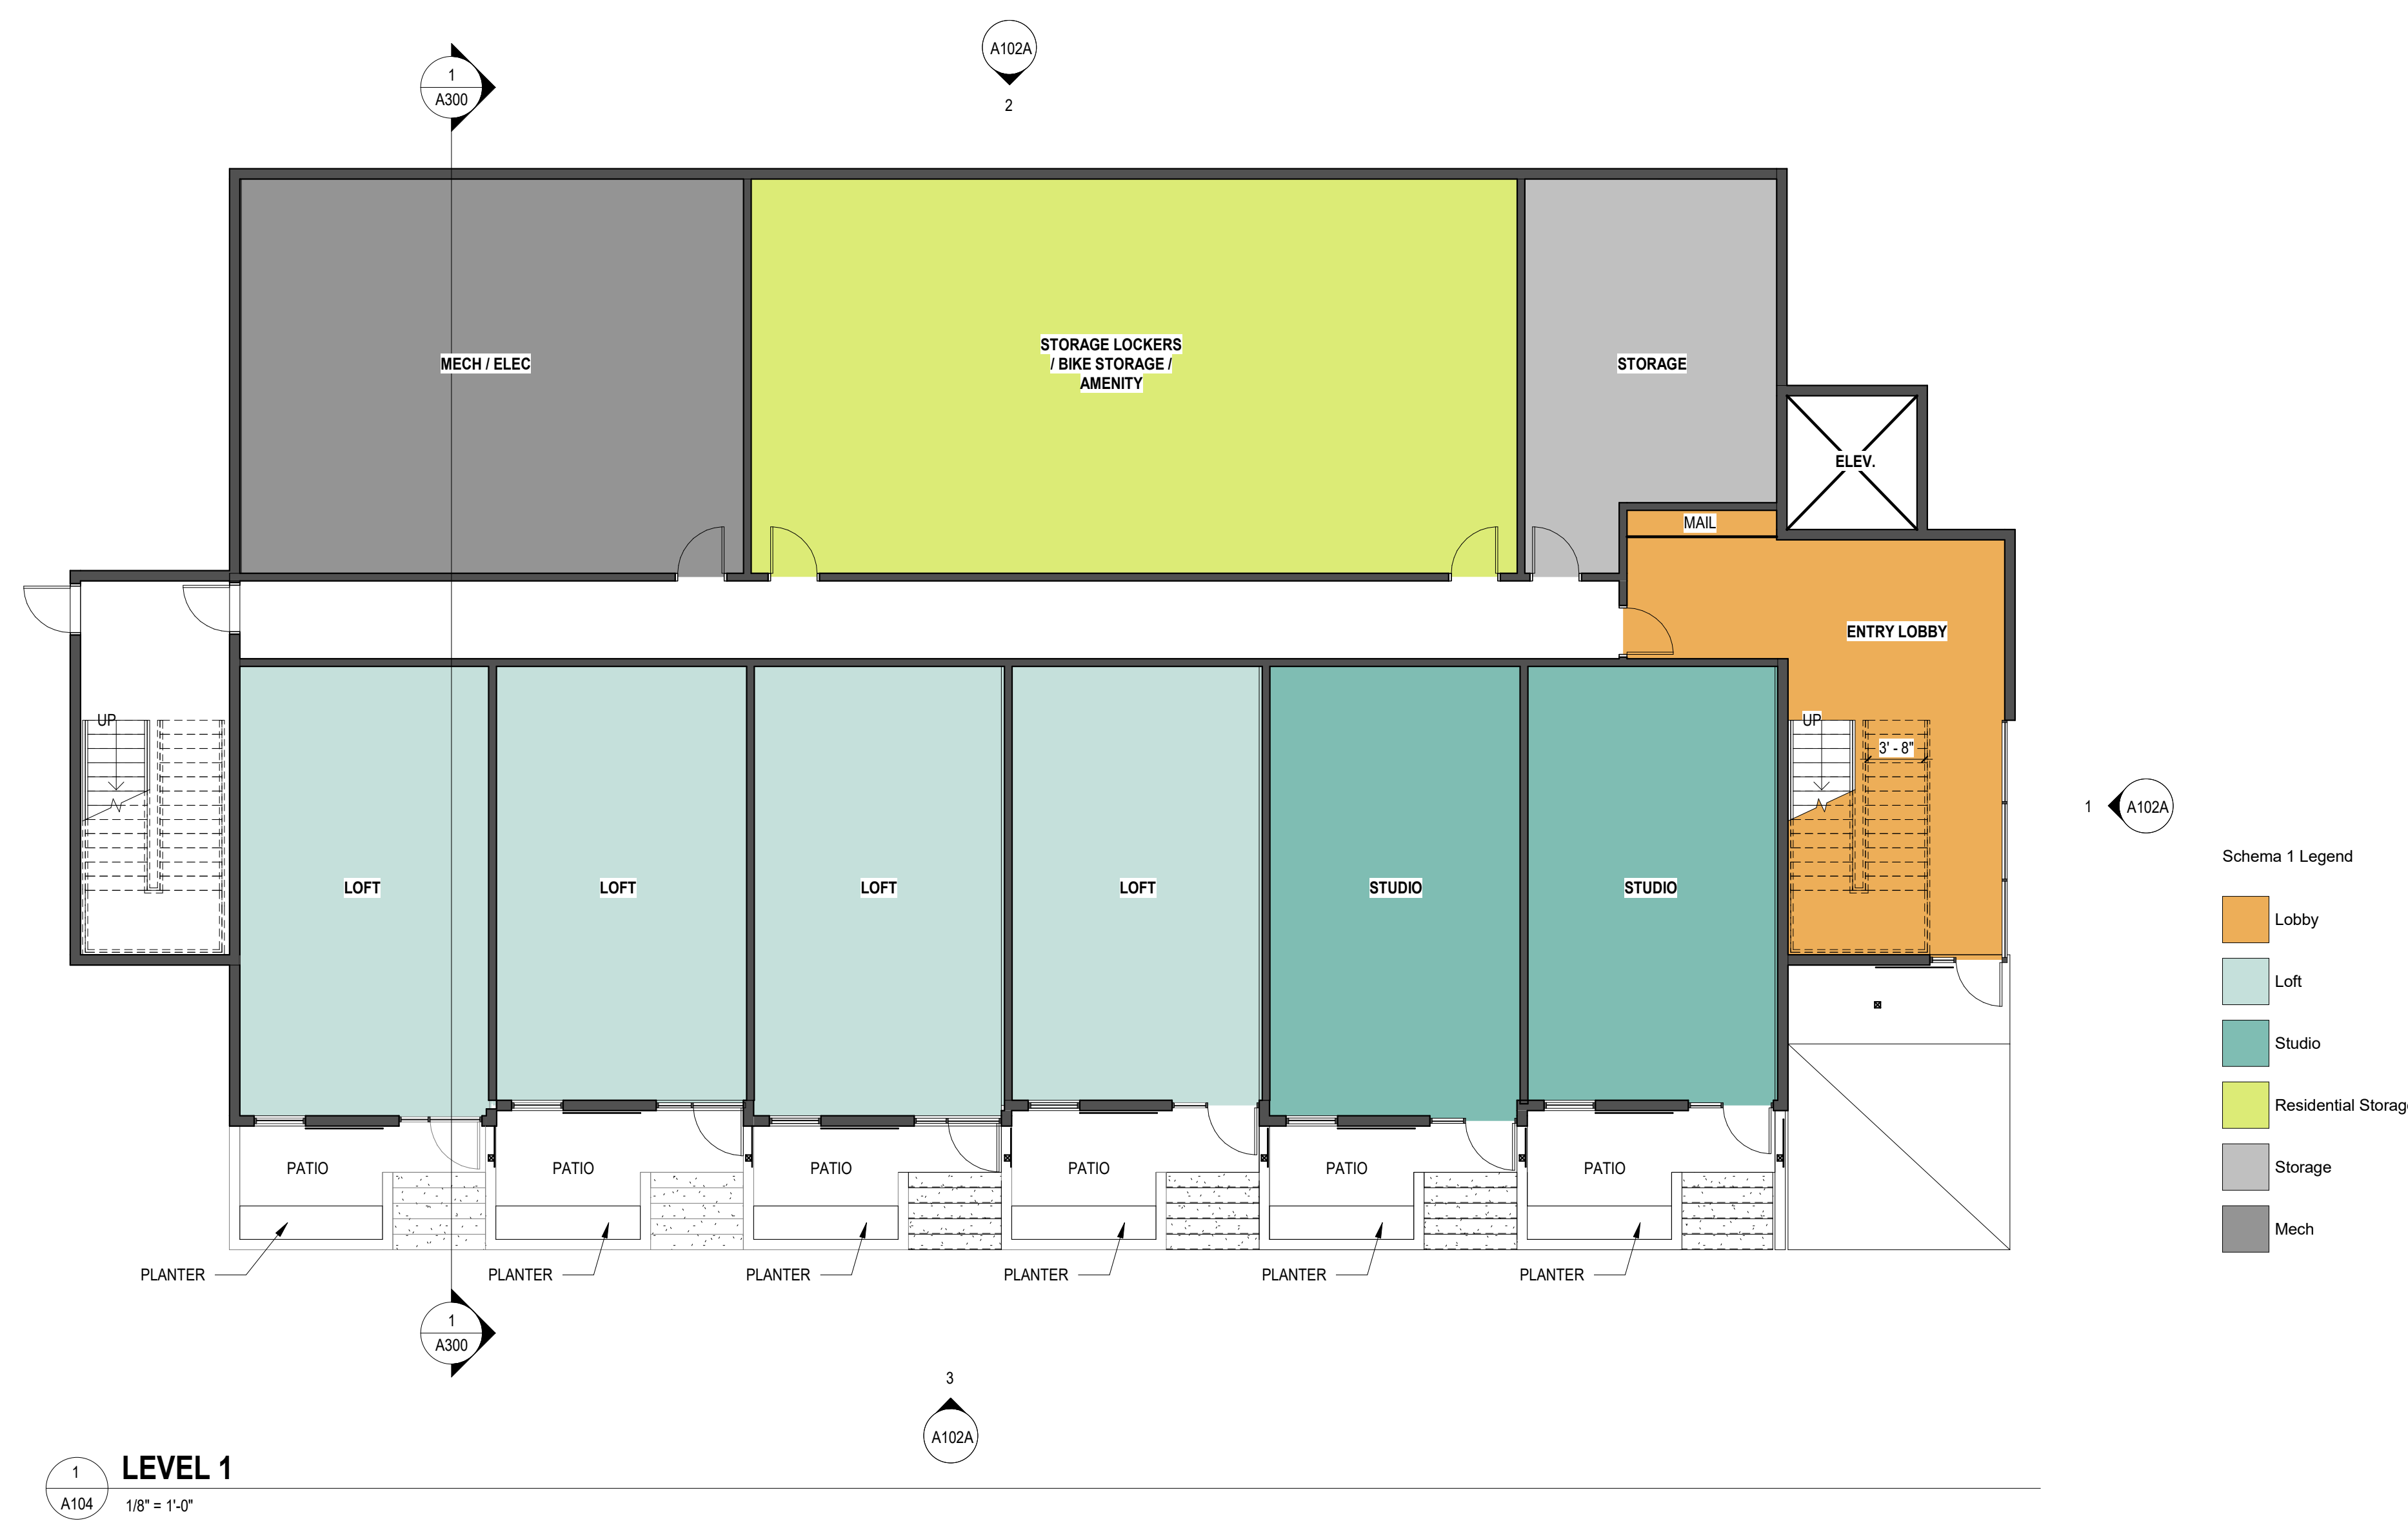 A102A
2
1
A300
MECH / ELEC
STORAGE LOCKERS
/ BIKE STORAGE /
AMENITY
STORAGE
ELEV.
MAIL
ENTRY LOBBY
UP
UP
3' - 8"
1
A102A
LOFT
LOFT
LOFT
LOFT
STUDIO
STUDIO
Schema 1 Legend
Lobby
Loft
Studio
Residential Storage
Storage
Mech
PATIO
PATIO
PATIO
PATIO
PATIO
PATIO
PLANTER
PLANTER
PLANTER
PLANTER
PLANTER
PLANTER
1
A300
3
A102A
1
A104
LEVEL 1
1/8" = 1'-0"